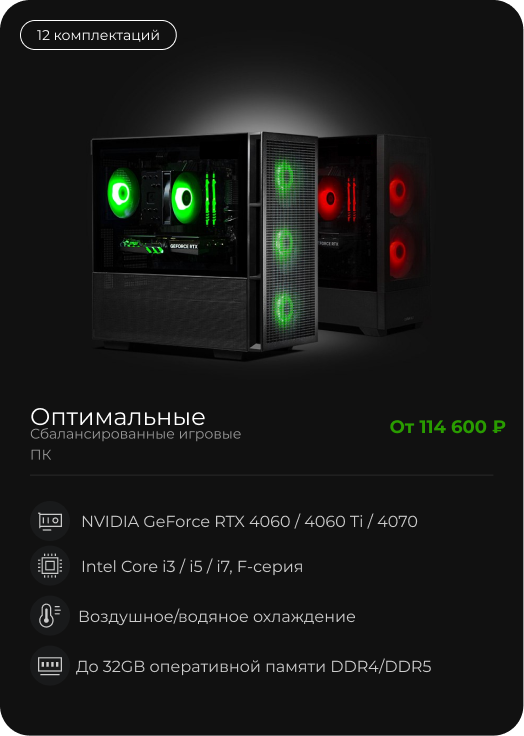 12 комплектаций
GEFORCE RTX
Оптимальные
Сбалансированные игровые
ПК
От 114 600 ₽
NVIDIA GeForce RTX 4060 / 4060 Ti / 4070
Intel Core i3 / i5 / i7, F-серия
Воздушное/водяное охлаждение
До 32GB оперативной памяти DDR4/DDR5